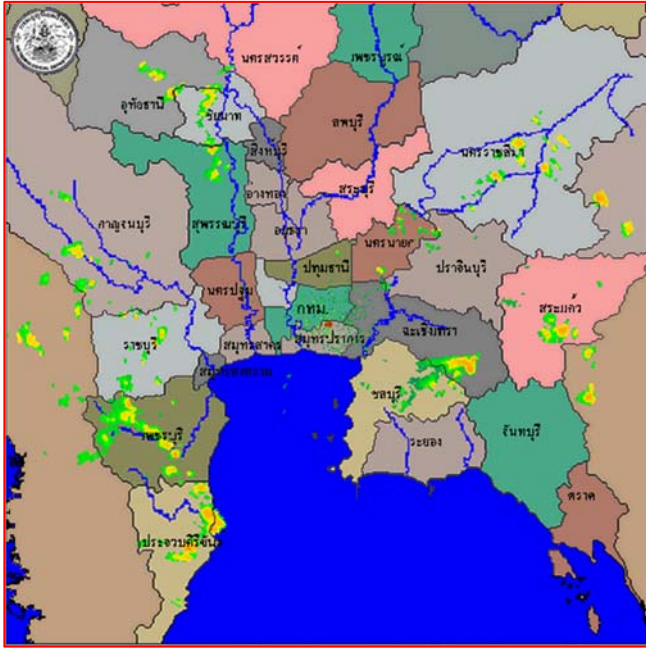 นครสวรรค์
เพชรบูรณ์
อุทัยธานี
ชัยนาท
ลพบุรี
สิงห์บุรี
นครราชสีมา
สระบุรี
อ่างทอง
กาญจนบุรี
สุพรรณบุรี
อยุธยา
นครนายก
ปทุมธานี
ปราจีนบุรี
นครปฐม
กทม.
สระแก้ว
ราชบุรี
สมุทรสาคร
สมุทรปราการ
ฉะเชิงเทรา
สมุทรสงคราม
ชลบุรี
เพชรบุรี
ระยอง
จันทบุรี
ตราด
ประจวบคีรีขันธ์